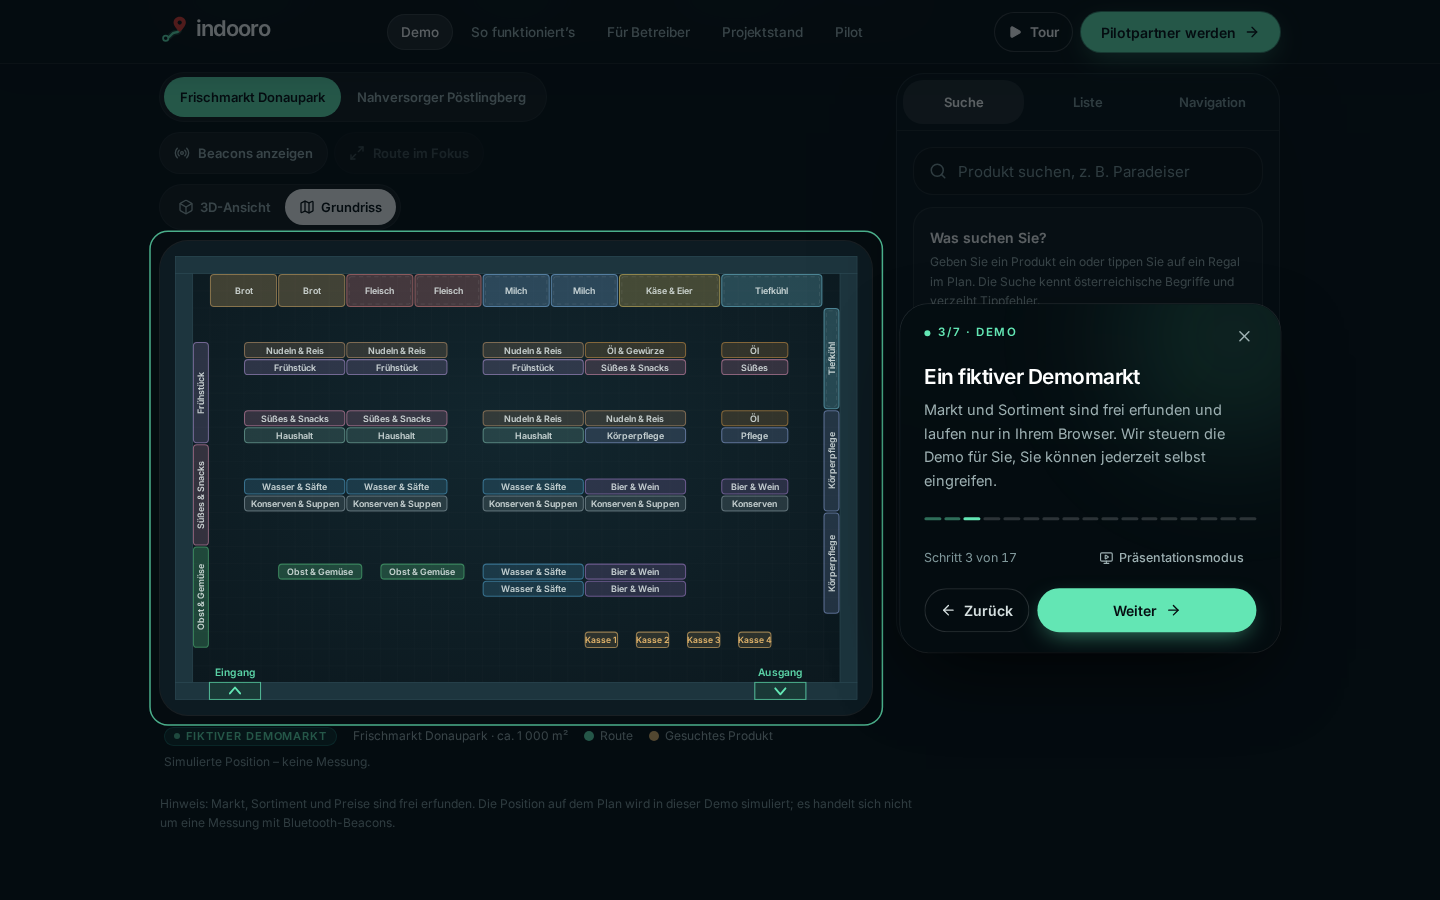 indooro
Demo
So funktioniert's
Für Betreiber
Projektstand
Pilot
Tour
Pilotpartner werden
Frischmarkt Donaupark
Nahversorger Pöstlingberg
Beacons anzeigen
Route im Fokus
3D-Ansicht
Grundriss
Brot
Brot
Fleisch
Fleisch
Milch
Milch
Käse & Eier
Tiefkühl
Tiefkühl
Körperpflege
Körperpflege
Frühstück
Süßes & Snacks
Obst & Gemüse
Nudeln & Reis
Nudeln & Reis
Nudeln & Reis
Öl & Gewürze
Öl
Frühstück
Frühstück
Frühstück
Süßes & Snacks
Süßes
Süßes & Snacks
Süßes & Snacks
Nudeln & Reis
Nudeln & Reis
Öl
Haushalt
Haushalt
Haushalt
Körperpflege
Pflege
Wasser & Säfte
Wasser & Säfte
Wasser & Säfte
Bier & Wein
Bier & Wein
Konserven & Suppen
Konserven & Suppen
Konserven & Suppen
Konserven & Suppen
Konserven
Obst & Gemüse
Obst & Gemüse
Wasser & Säfte
Bier & Wein
Wasser & Säfte
Bier & Wein
Kasse 1
Kasse 2
Kasse 3
Kasse 4
Eingang
Ausgang
FIKTIVER DEMOMARKT
Frischmarkt Donaupark · ca. 1 000 m²
Route
Gesuchtes Produkt
Simulierte Position – keine Messung.
Hinweis: Markt, Sortiment und Preise sind frei erfunden. Die Position auf dem Plan wird in dieser Demo simuliert; es handelt sich nicht
um eine Messung mit Bluetooth-Beacons.
Suche
Liste
Navigation
Produkt suchen, z. B. Paradeiser
Was suchen Sie?
Geben Sie ein Produkt ein oder tippen Sie auf ein Regal
im Plan. Die Suche kennt österreichische Begriffe und
verzeiht Tippfehler.
3/7 · DEMO
Ein fiktiver Demomarkt
Markt und Sortiment sind frei erfunden und
laufen nur in Ihrem Browser. Wir steuern die
Demo für Sie, Sie können jederzeit selbst
eingreifen.
Schritt 3 von 17
Präsentationsmodus
Zurück
Weiter